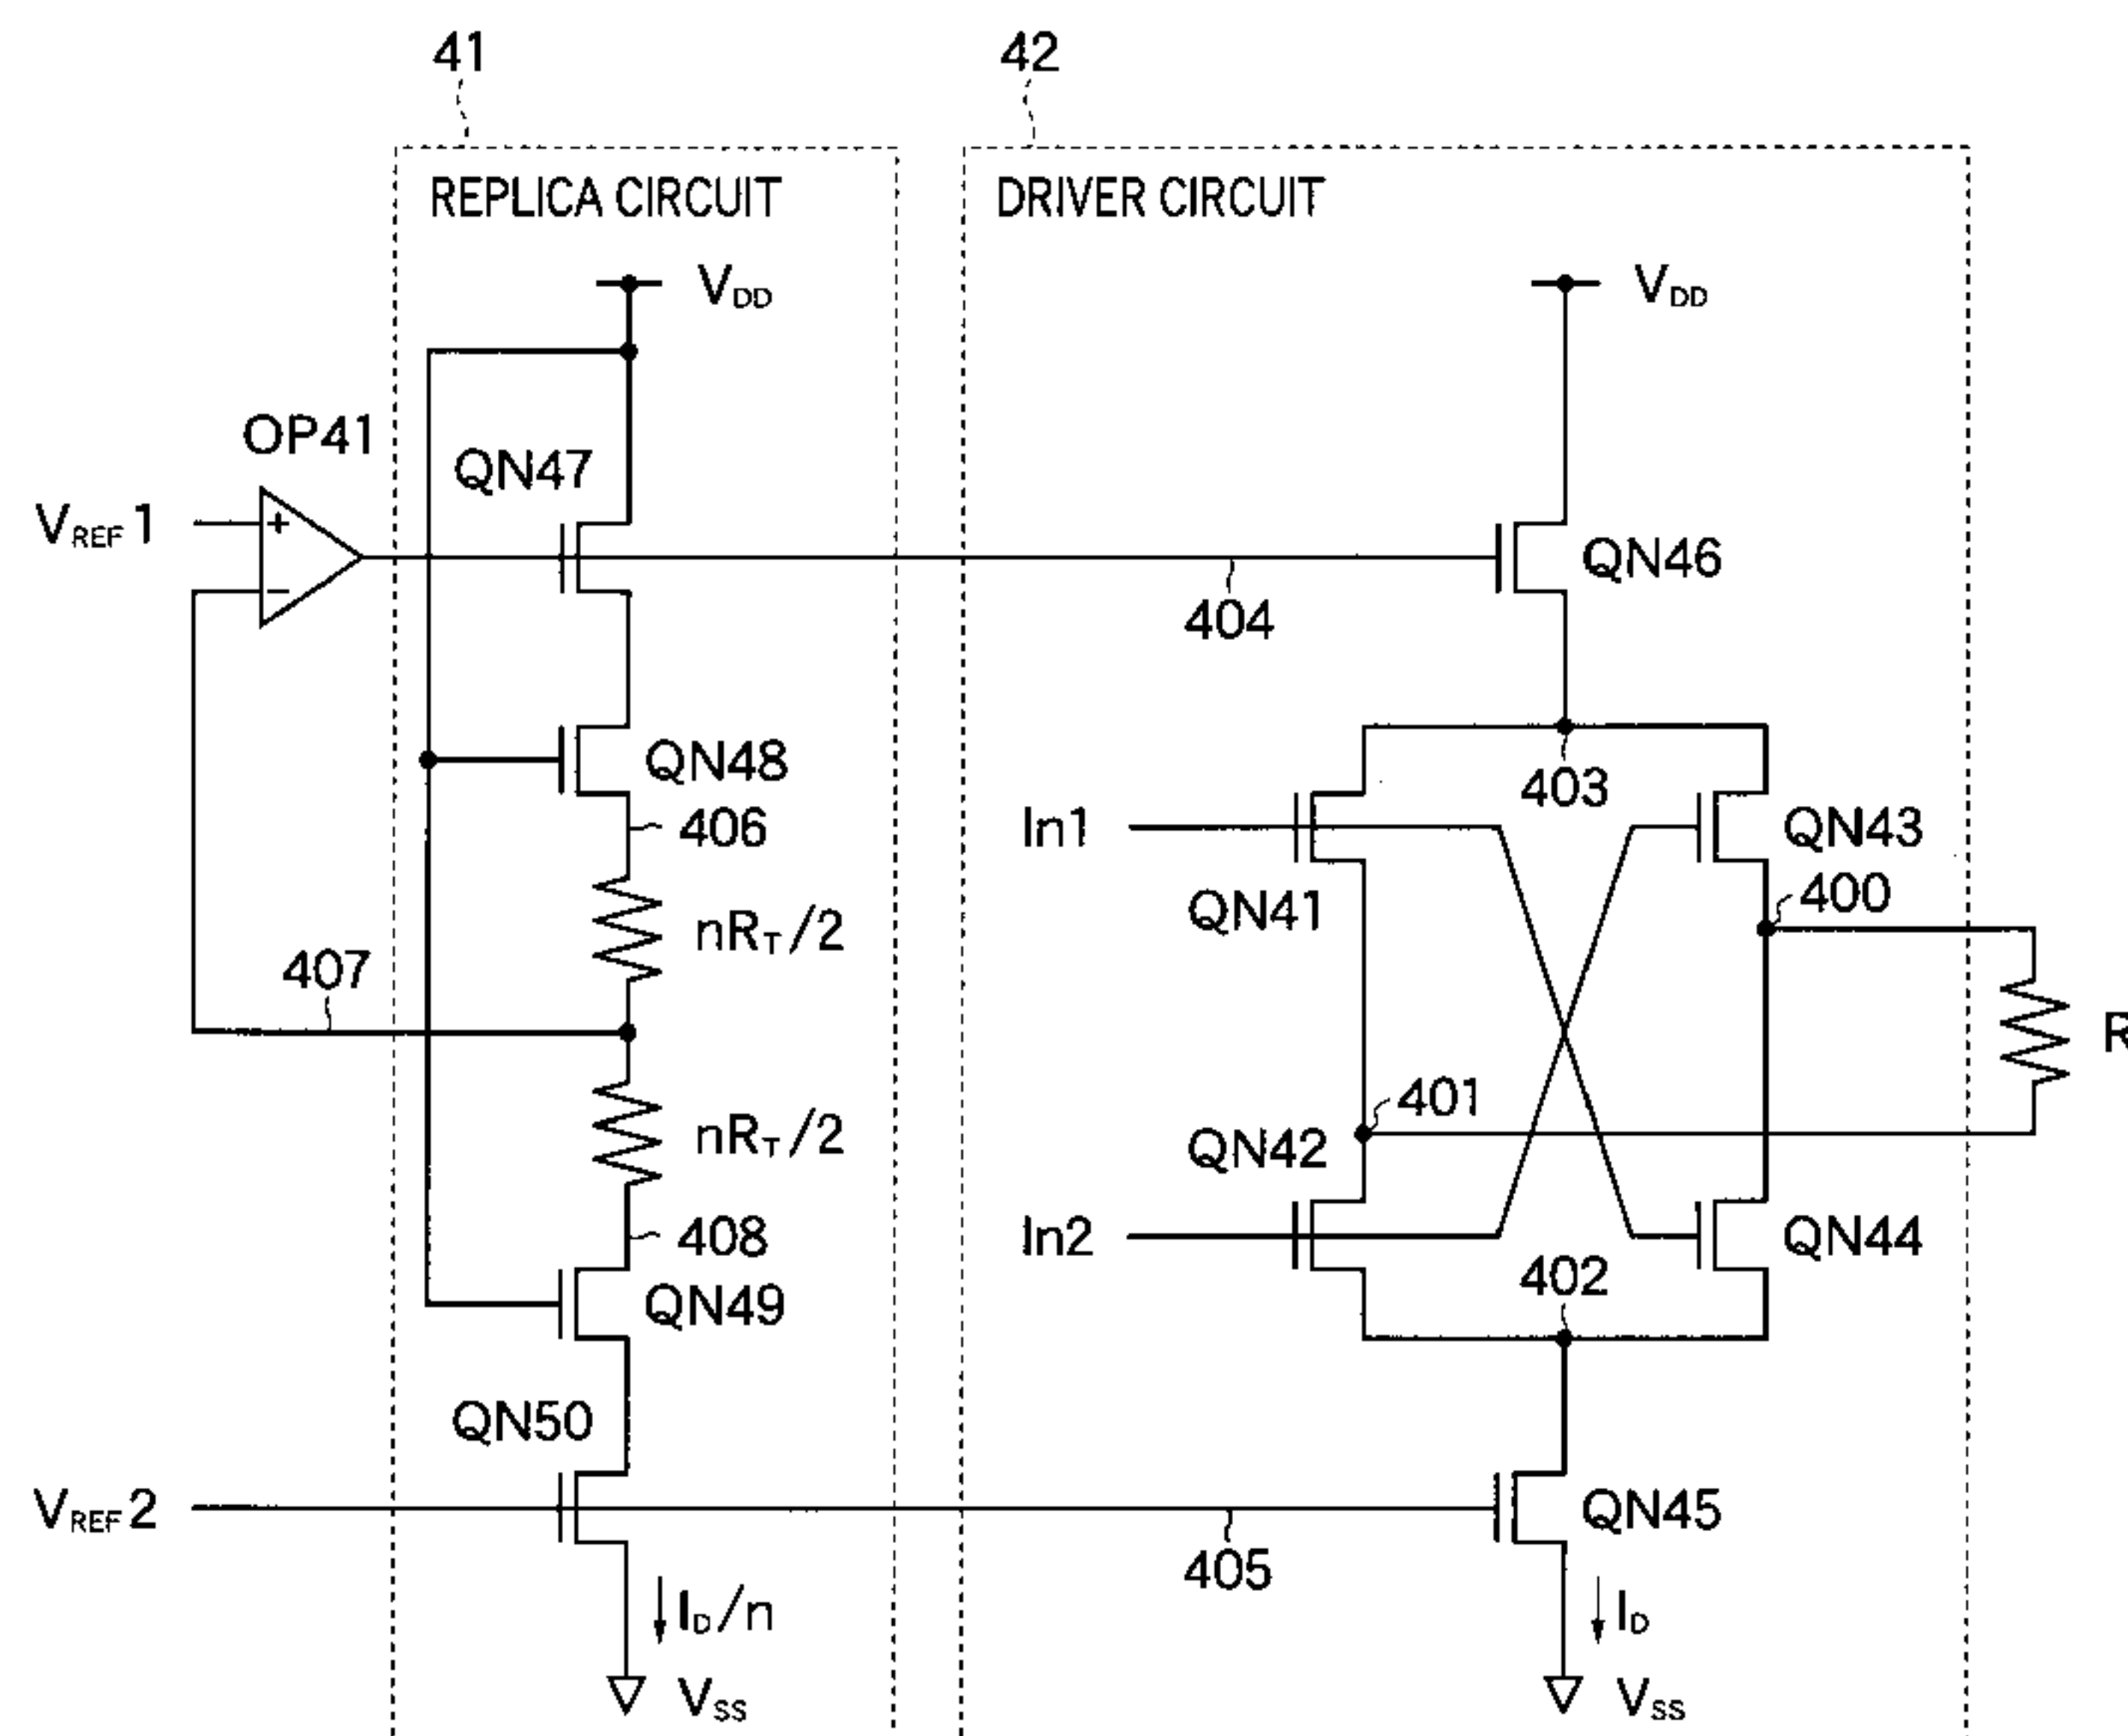 41
42
REPLICA CIRCUIT
DRIVER CIRCUIT
VDD
VDD
OP41
QN47
VREF1
+
−
QN46
404
QN48
403
406
In1
QN43
QN41
400
nRT/2
407
R
401
nRT/2
QN42
408
In2
QN44
402
QN49
QN50
VREF2
QN45
405
ID/n
ID
VSS
VSS